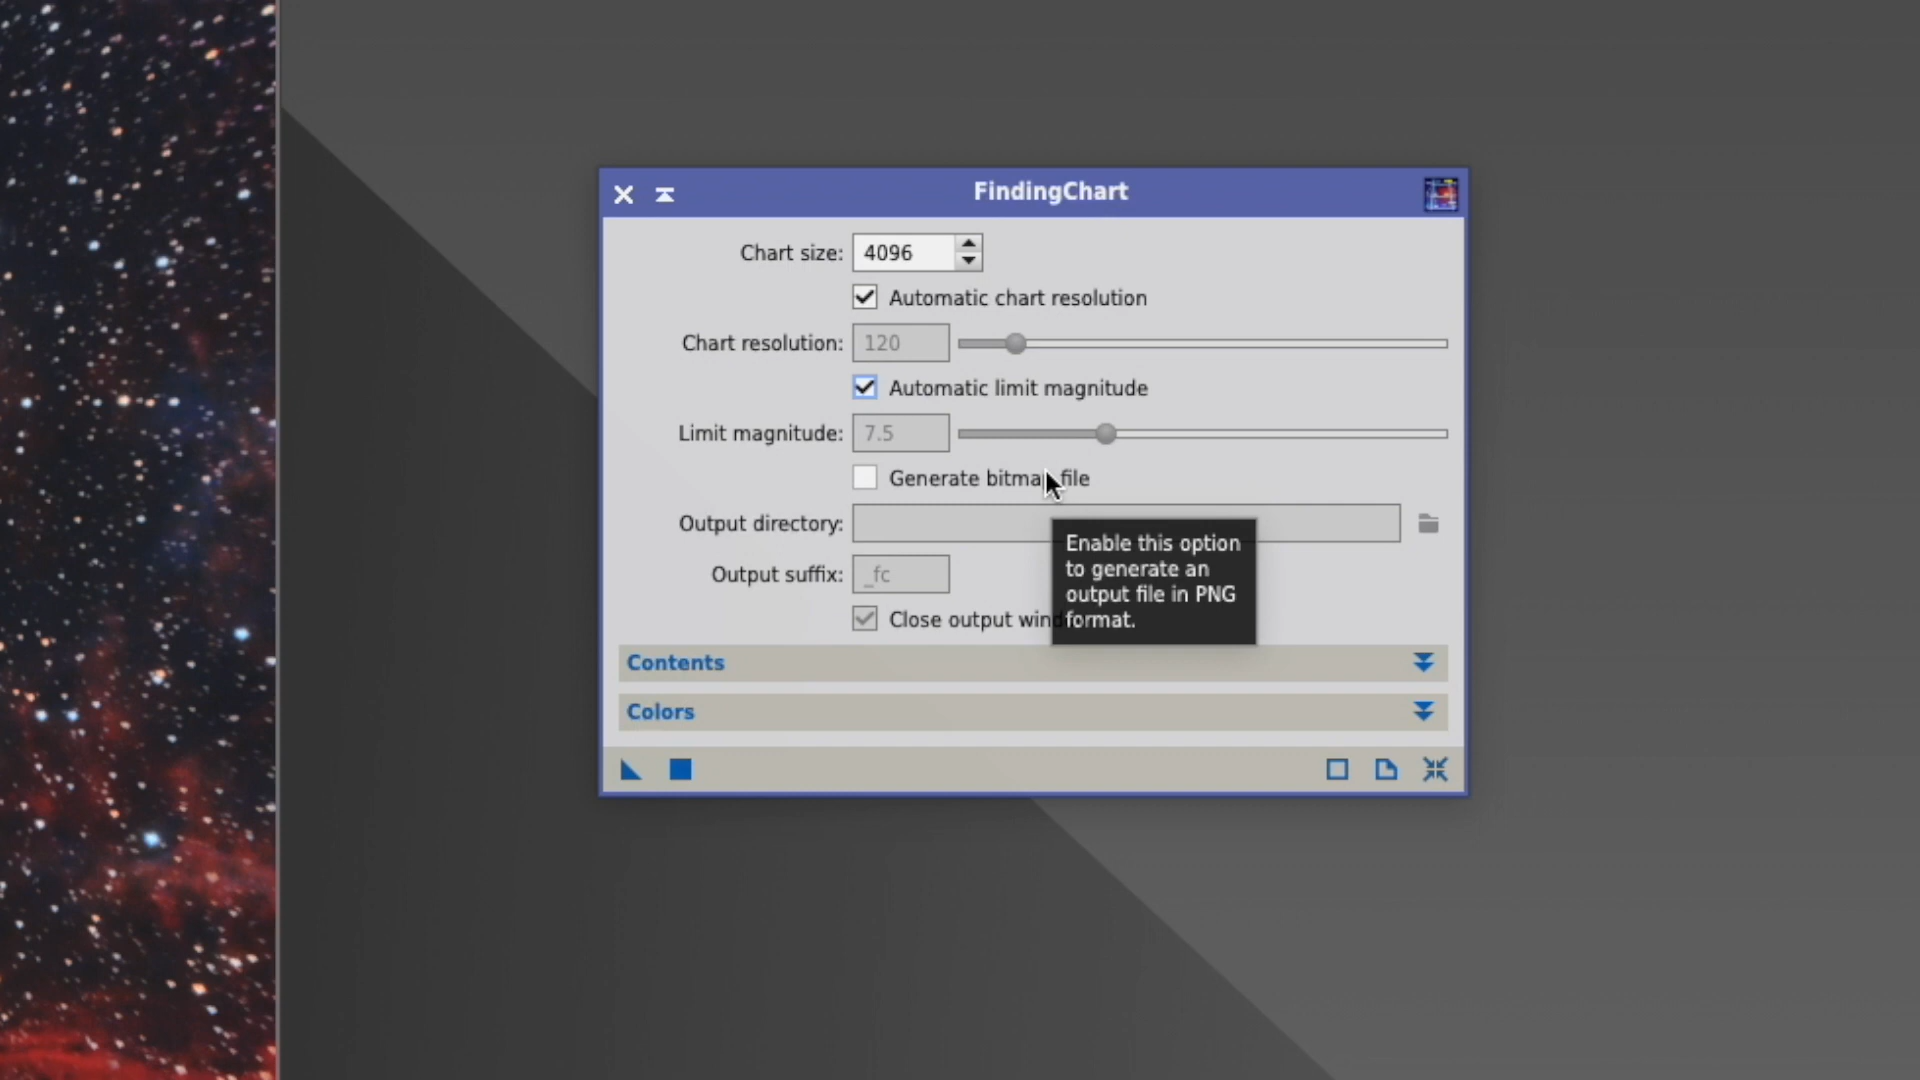 FindingChart
Chart size: 4096
Automatic chart resolution
Chart resolution: 120
Automatic limit magnitude
Limit magnitude: 7.5
Generate bitmap file
Output directory:
Enable this option
to generate an
output file in PNG
format.
Output suffix: _fc
Close output
Contents
Colors